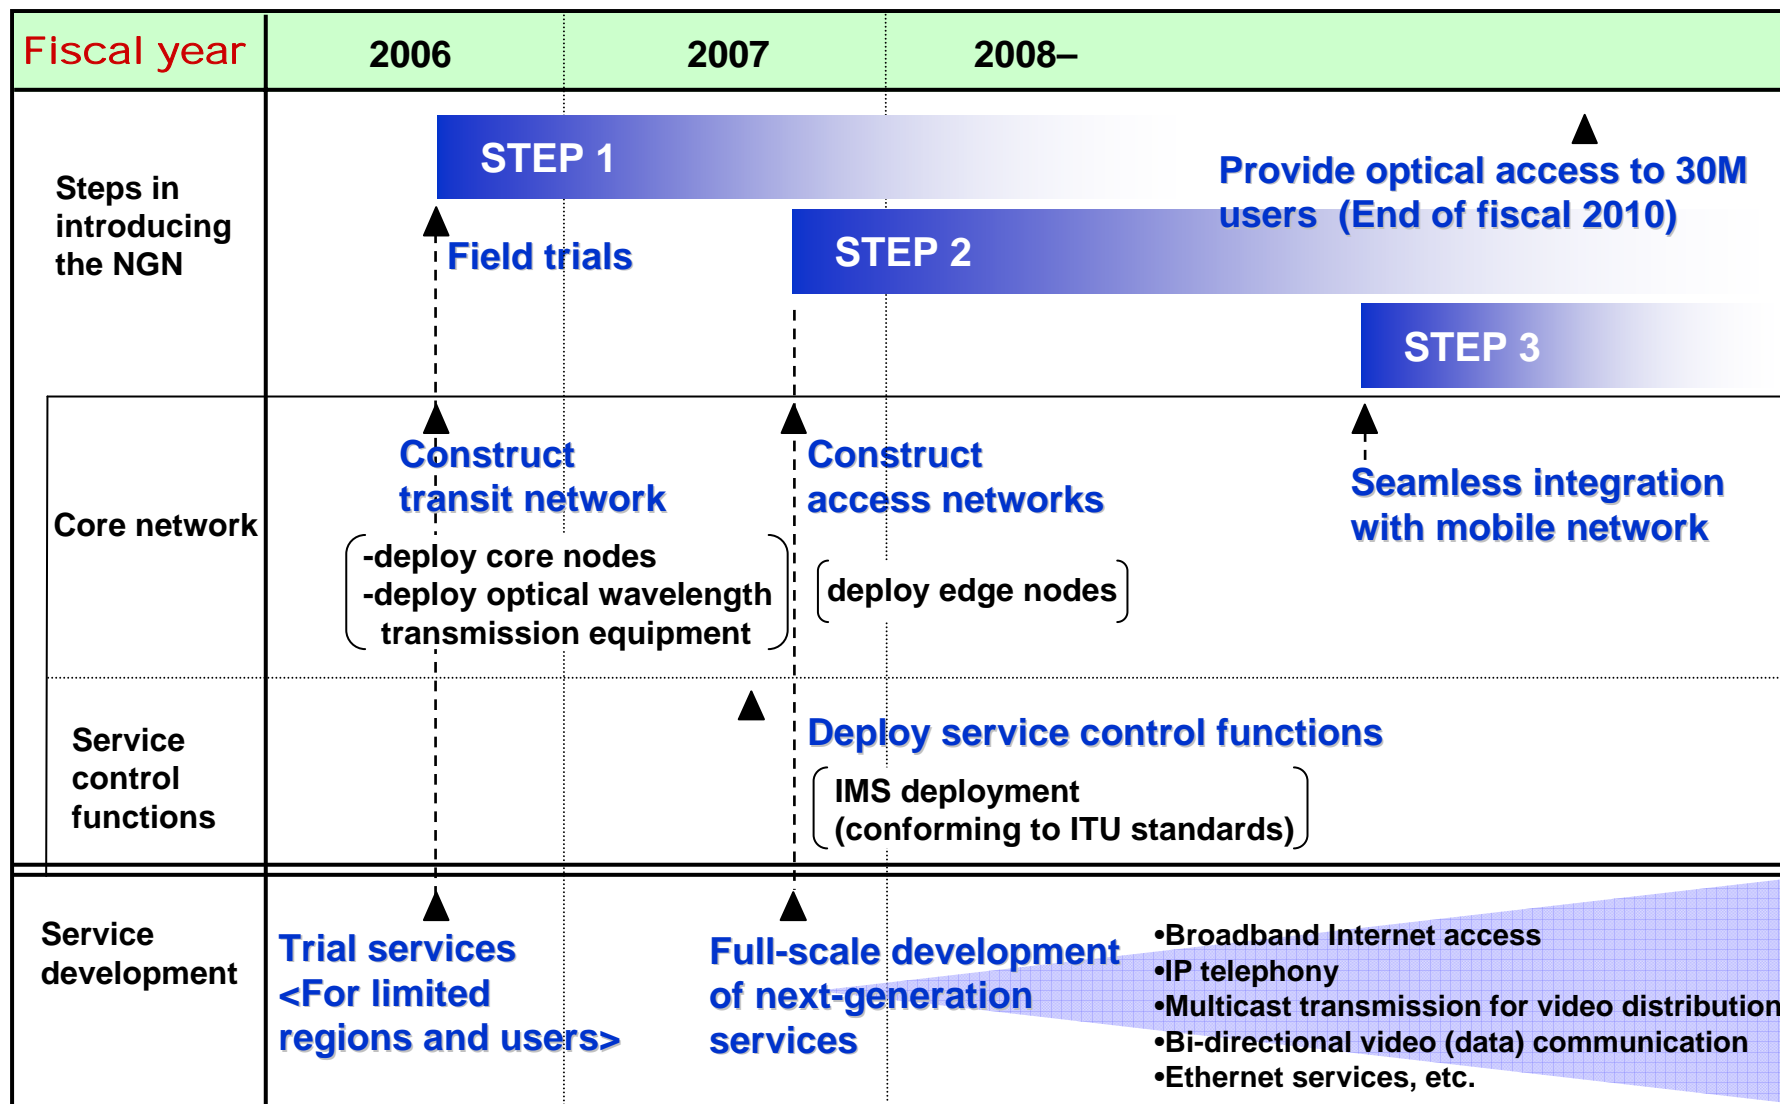 Fiscal year
2006
2007
2008–
Steps in
introducing
the NGN
STEP 1
Field trials
STEP 2
Provide optical access to 30M
users (End of fiscal 2010)
STEP 3
Core network
Construct
transit network
-deploy core nodes
-deploy optical wavelength
transmission equipment
Construct
access networks
deploy edge nodes
Seamless integration
with mobile network
Service
control
functions
Deploy service control functions
IMS deployment
(conforming to ITU standards)
Service
development
Trial services
<For limited
regions and users>
Full-scale development
of next-generation
services
•Broadband Internet access
•IP telephony
•Multicast transmission for video distribution
•Bi-directional video (data) communication
•Ethernet services, etc.